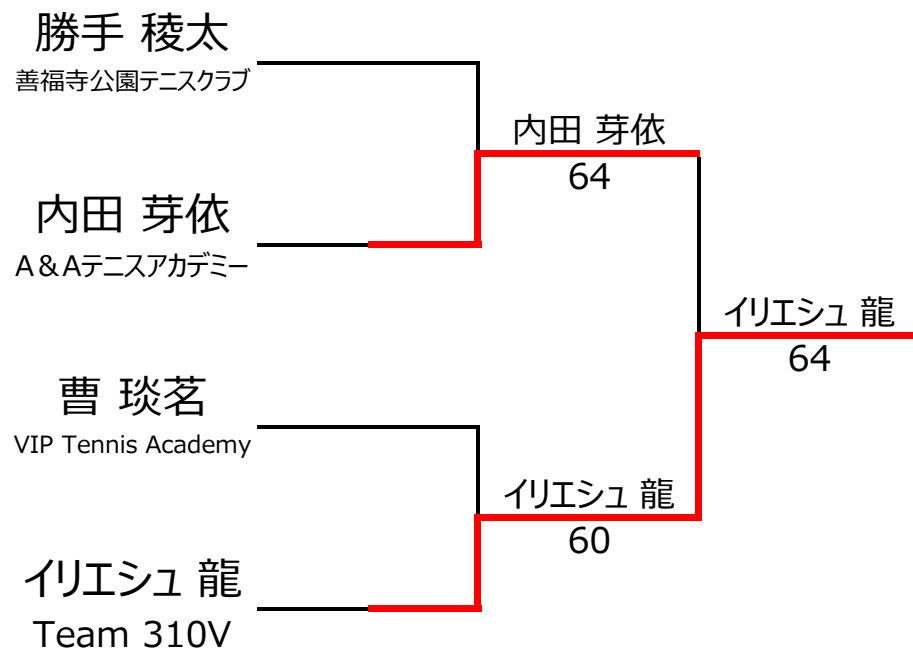 勝手 稜太
善福寺公園テニスクラブ
内田 芽依
64
内田 芽依
A&Aテニスアカデミー
イリエシュ 龍
64
曹 琰茗
VIP Tennis Academy
イリエシュ 龍
60
イリエシュ 龍
Team 310V